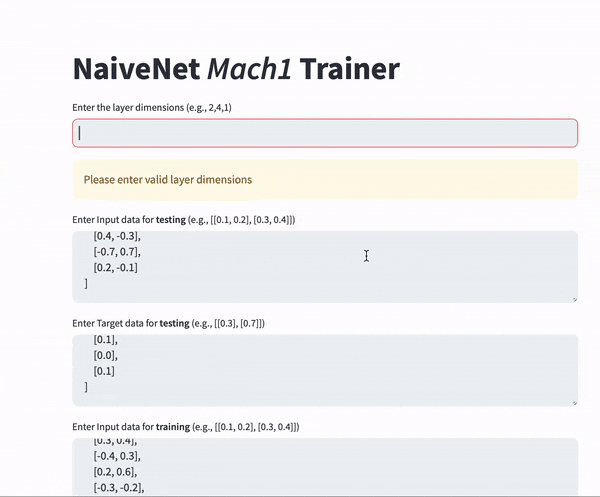 NaiveNet Mach1 Trainer
Enter the layer dimensions (e.g., 2,4,1)
Please enter valid layer dimensions
Enter Input data for testing (e.g., [[0.1, 0.2], [0.3, 0.4]])
[0.4, -0.3],
[-0.7, 0.7],
[0.2, -0.1]
]
Enter Target data for testing (e.g., [[0.3], [0.7]])
[0.1],
[0.0],
[0.1]
]
Enter Input data for training (e.g., [[0.1, 0.2], [0.3, 0.4]])
[0.3, 0.4],
[-0.4, 0.3],
[0.2, 0.6],
[-0.3, -0.2],